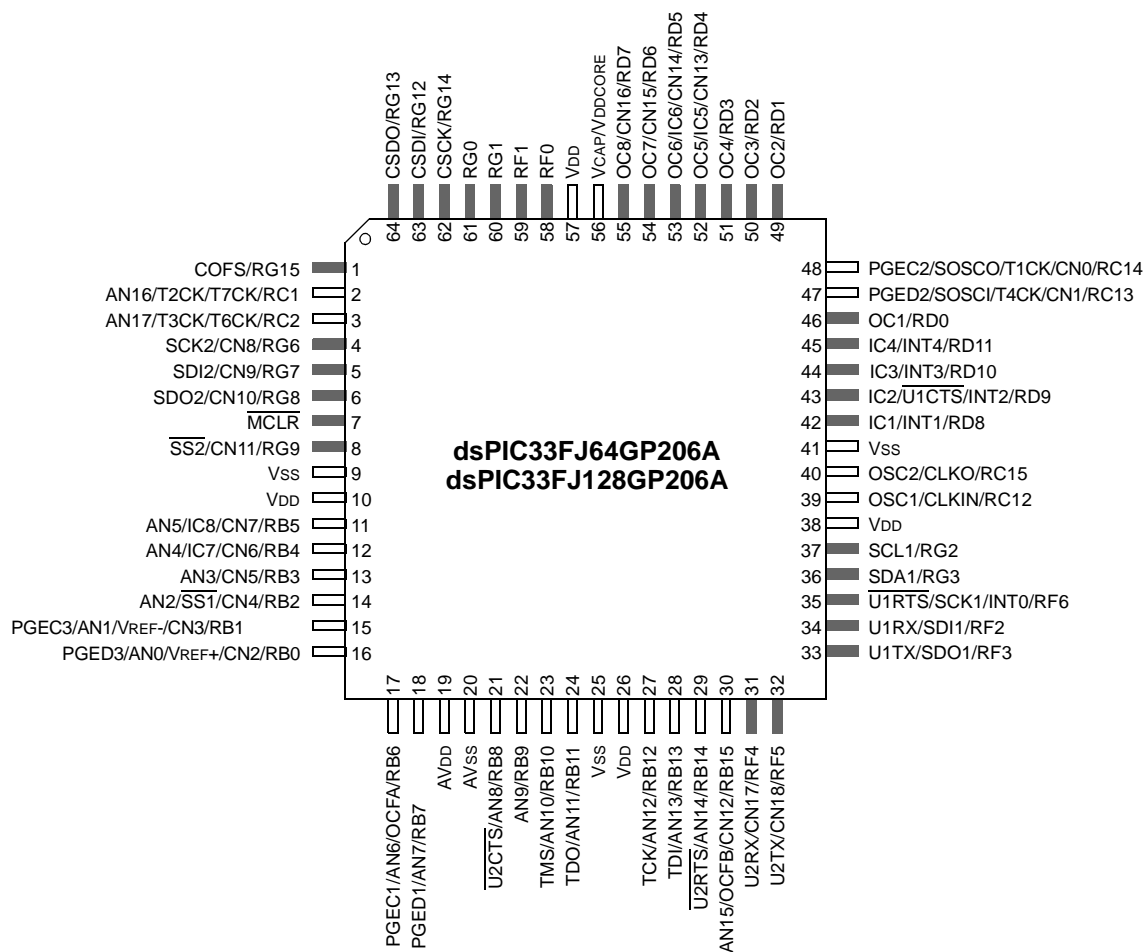 CSDO/RG13
CSDI/RG12
CSCK/RG14
RG0
RG1
RF1
RF0
VDD
VCAP/VDDCORE
OC8/CN16/RD7
OC7/CN15/RD6
OC6/IC6/CN14/RD5
OC5/IC5/CN13/RD4
OC4/RD3
OC3/RD2
OC2/RD1
64
63
62
61
60
59
58
57
56
55
54
53
52
51
50
49
COFS/RG15 1
AN16/T2CK/T7CK/RC1 2
AN17/T3CK/T6CK/RC2 3
SCK2/CN8/RG6 4
SDI2/CN9/RG7 5
SDO2/CN10/RG8 6
MCLR 7
SS2/CN11/RG9 8
VSS 9
VDD 10
AN5/IC8/CN7/RB5 11
AN4/IC7/CN6/RB4 12
AN3/CN5/RB3 13
AN2/SS1/CN4/RB2 14
PGEC3/AN1/VREF-/CN3/RB1 15
PGED3/AN0/VREF+/CN2/RB0 16
dsPIC33FJ64GP206A
dsPIC33FJ128GP206A
48 PGEC2/SOSCO/T1CK/CN0/RC14
47 PGED2/SOSCI/T4CK/CN1/RC13
46 OC1/RD0
45 IC4/INT4/RD11
44 IC3/INT3/RD10
43 IC2/U1CTS/INT2/RD9
42 IC1/INT1/RD8
41 VSS
40 OSC2/CLKO/RC15
39 OSC1/CLKIN/RC12
38 VDD
37 SCL1/RG2
36 SDA1/RG3
35 U1RTS/SCK1/INT0/RF6
34 U1RX/SDI1/RF2
33 U1TX/SDO1/RF3
17
18
19
20
21
22
23
24
25
26
27
28
29
30
31
32
PGEC1/AN6/OCFA/RB6
PGED1/AN7/RB7
AVDD
AVSS
U2CTS/AN8/RB8
AN9/RB9
TMS/AN10/RB10
TDO/AN11/RB11
VSS
VDD
TCK/AN12/RB12
TDI/AN13/RB13
U2RTS/AN14/RB14
AN15/OCFB/CN12/RB15
U2RX/CN17/RF4
U2TX/CN18/RF5